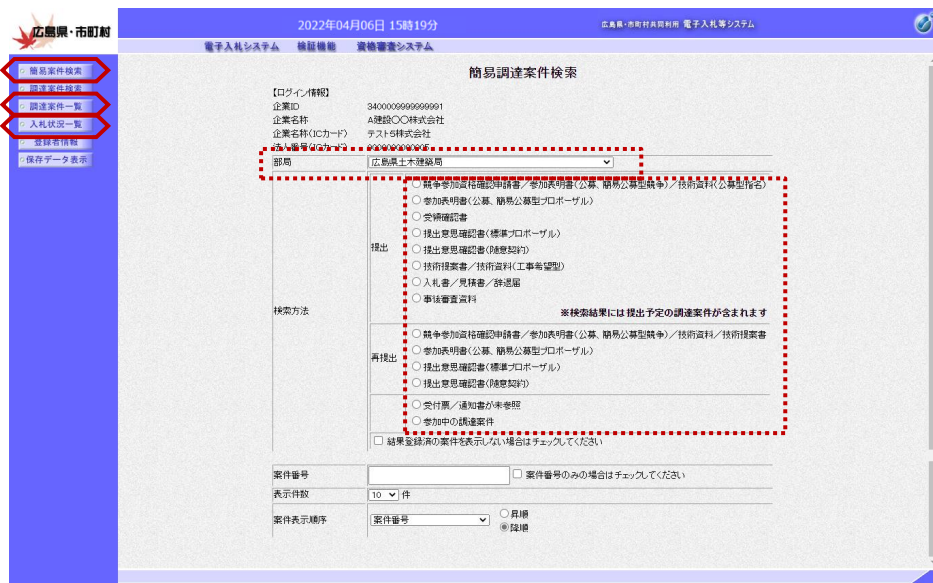 広島県・市町村
2022年04月06日 15時19分
広島県・市町村共同利用 電子入札等システム
電子入札システム 検証機能 資格審査システム
簡易案件検索
調達案件検索
調達案件一覧
入札状況一覧
登録者情報
保存データ表示
簡易調達案件検索
【ログイン情報】
企業ID 3400009999999991
企業名称 A建設〇〇株式会社
企業名称(ICカード) テスト5株式会社
法人番号(ICカード)
部局 広島県土木建築局
検索方法
提出
競争参加資格確認申請書/参加表明書(公募、簡易公募型競争)/技術資料(公募型指名)
参加表明書(公募、簡易公募型プロポーザル)
受領確認書
提出意思確認書(標準プロポーザル)
提出意思確認書(随意契約)
技術提案書/技術資料(工事希望型)
入札書/見積書/辞退届
事後審査資料
※検索結果には提出予定の調達案件が含まれます
再提出
競争参加資格確認申請書/参加表明書(公募、簡易公募型競争)/技術資料/技術提案書
参加表明書(公募、簡易公募型プロポーザル)
提出意思確認書(標準プロポーザル)
提出意思確認書(随意契約)
受付票/通知書が未参照
参加中の調達案件
結果登録済の案件を表示しない場合はチェックしてください
案件番号 案件番号のみの場合はチェックしてください
表示件数 10 件
案件表示順序 案件番号 昇順
降順